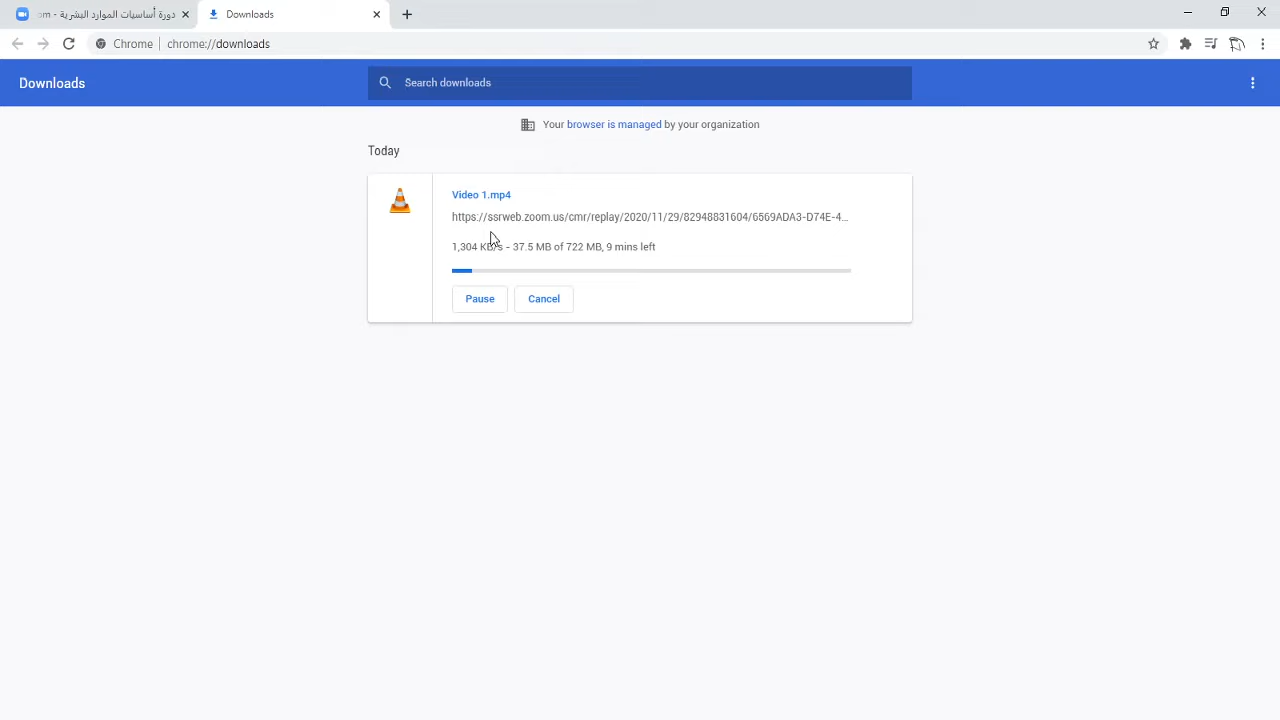 دورة أساسيات الموارد البشرية - om
Downloads
Chrome
chrome://downloads
Downloads
Search downloads
Your browser is managed by your organization
Today
Video 1.mp4
https://ssrweb.zoom.us/cmr/replay/2020/11/29/82948831604/6569ADA3-D74E-4...
1,304 KB/s - 37.5 MB of 722 MB, 9 mins left
Pause
Cancel